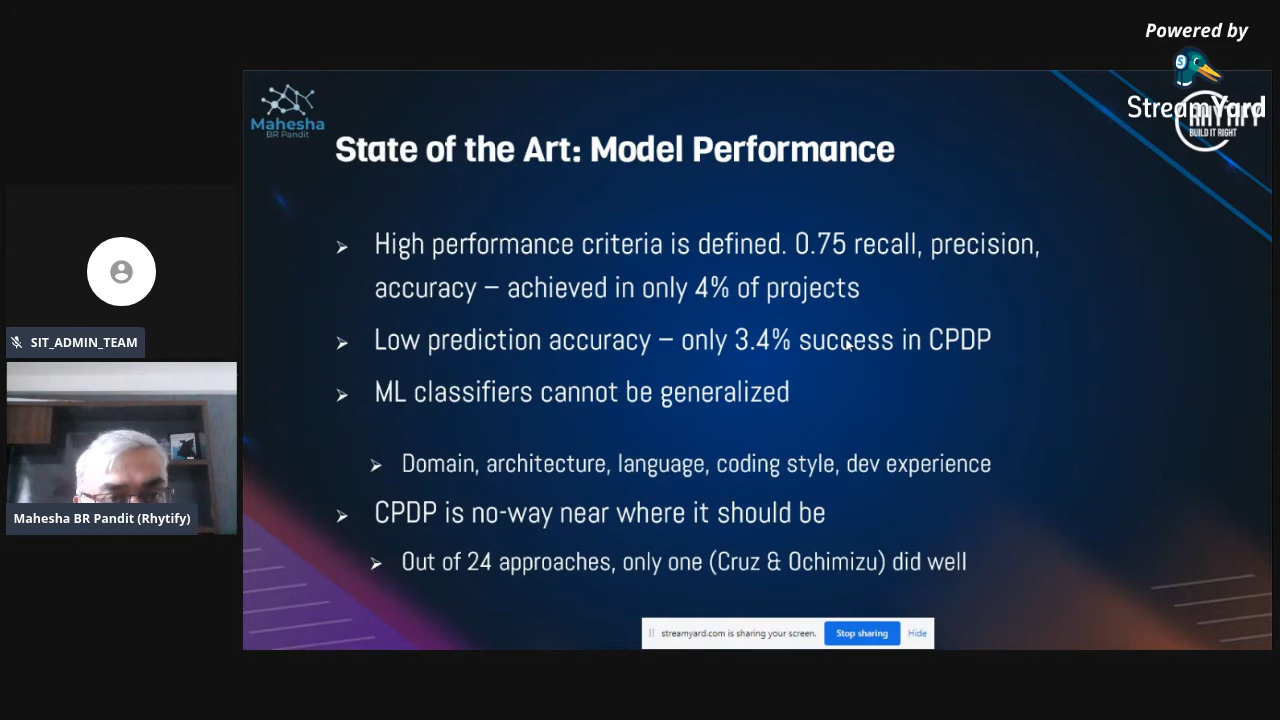 Powered by
StreamYard
RHYTIFY
BUILD IT RIGHT
Mahesha
BR Pandit
State of the Art: Model Performance
High performance criteria is defined. 0.75 recall, precision,
accuracy – achieved in only 4% of projects
Low prediction accuracy – only 3.4% success in CPDP
ML classifiers cannot be generalized
Domain, architecture, language, coding style, dev experience
CPDP is no-way near where it should be
Out of 24 approaches, only one (Cruz & Ochimizu) did well
SIT_ADMIN_TEAM
Mahesha BR Pandit (Rhytify)
streamyard.com is sharing your screen.
Stop sharing
Hide